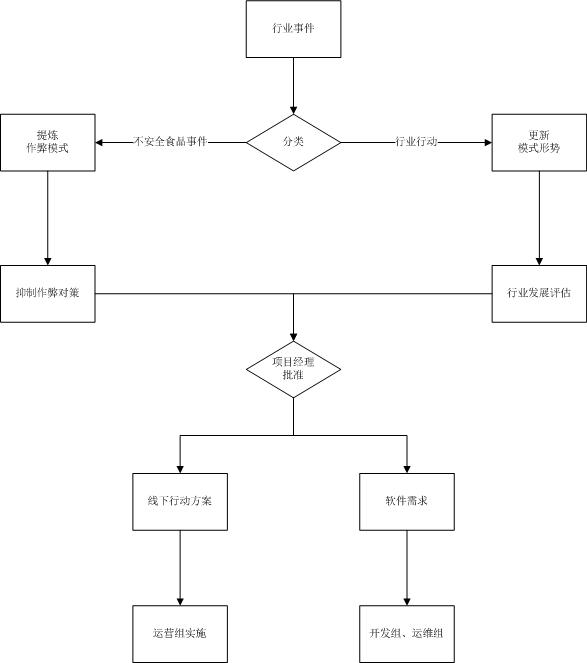 行业事件
提炼
作弊模式
不安全食品事件
分类
行业行动
更新
模式形势
抑制作弊对策
行业发展评估
项目经理
批准
线下行动方案
软件需求
运营组实施
开发组、运维组